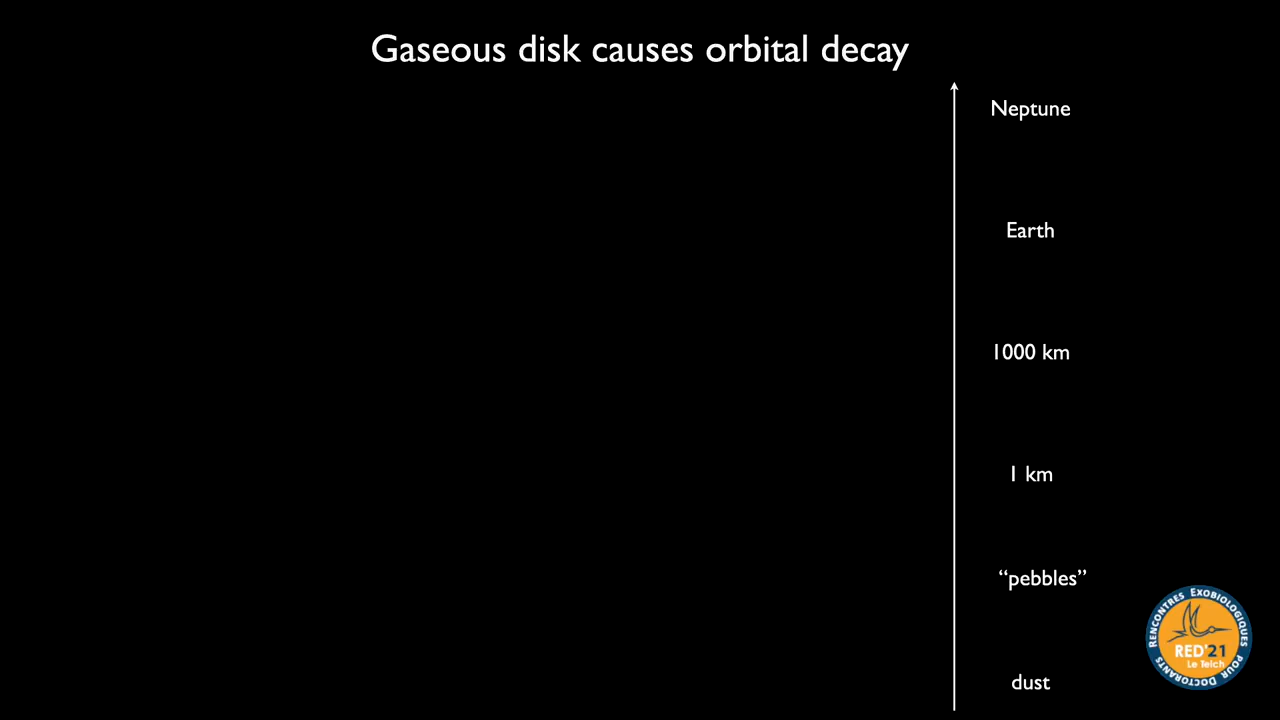 Gaseous disk causes orbital decay
Neptune
Earth
1000 km
1 km
“pebbles”
dust
RENCONTRES EXOBIOLOGIQUES POUR DOCTORANTS
RED'21
Le Teich